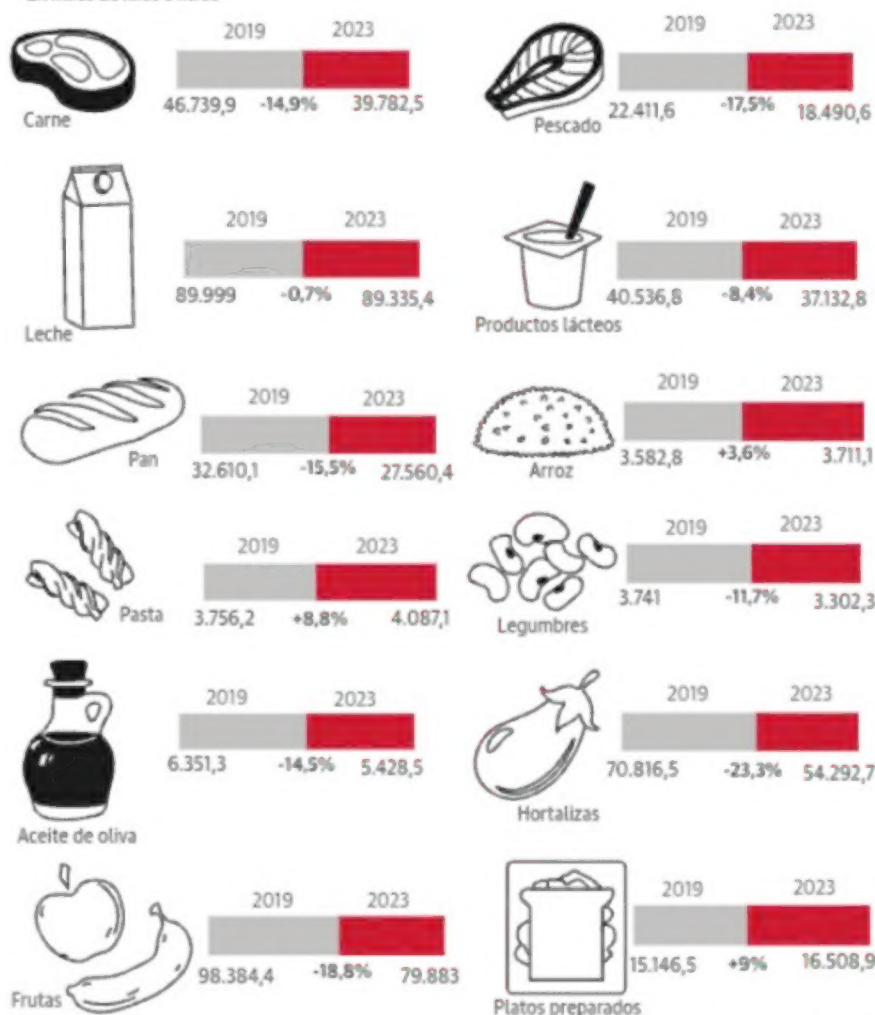 2019 2023
46.739,9 -14,9% 39.782,5
Carne
2019 2023
22.411,6 -17,5% 18.490,6
Pescado
2019 2023
89.999 -0,7% 89.335,4
Leche
2019 2023
40.536,8 -8,4% 37.132,8
Productos lácteos
2019 2023
32.610,1 -15,5% 27.560,4
Pan
2019 2023
3.582,8 +3,6% 3.711,1
Arroz
2019 2023
3.756,2 +8,8% 4.087,1
Pasta
2019 2023
3.741 -11,7% 3.302,3
Legumbres
2019 2023
6.351,3 -14,5% 5.428,5
Aceite de oliva
2019 2023
70.816,5 -23,3% 54.292,7
Hortalizas
2019 2023
98.384,4 -18,8% 79.883
Frutas
2019 2023
15.146,5 +9% 16.508,9
Platos preparados